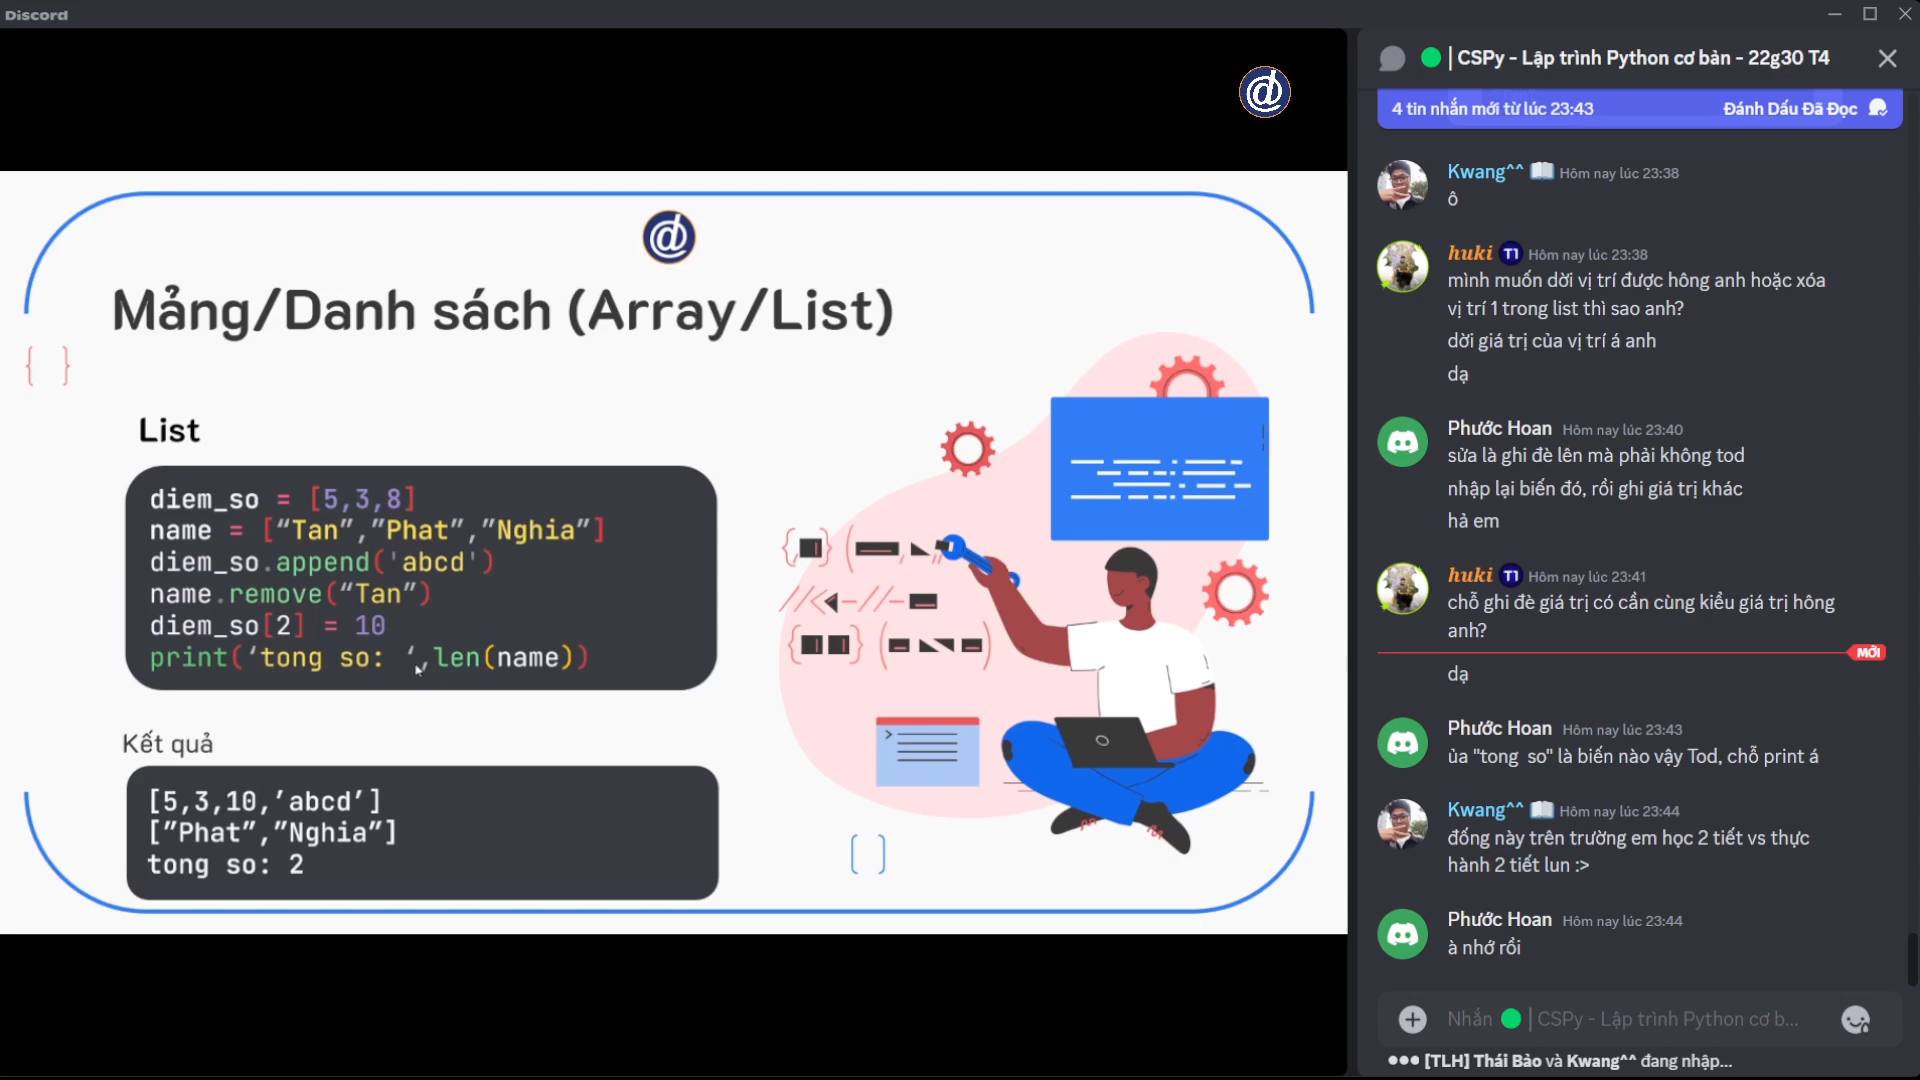 Discord
@
@
Mảng/Danh sách (Array/List)
{ }
List
diem_so = [5,3,8]
name = [“Tan”,”Phat”,”Nghia”]
diem_so.append('abcd')
name.remove(“Tan”)
diem_so[2] = 10
print(‘tong so: ‘,len(name))
Kết quả
[5,3,10,’abcd’]
[”Phat”,”Nghia”]
tong so: 2
[ ]
| CSPy - Lập trình Python cơ bản - 22g30 T4
4 tin nhắn mới từ lúc 23:43 Đánh Dấu Đã Đọc
Kwang^^ Hôm nay lúc 23:38
ô
huki T1 Hôm nay lúc 23:38
mình muốn dời vị trí được hông anh hoặc xóa
vị trí 1 trong list thì sao anh?
dời giá trị của vị trí á anh
dạ
Phước Hoan Hôm nay lúc 23:40
sửa là ghi đè lên mà phải không tod
nhập lại biến đó, rồi ghi giá trị khác
hả em
huki T1 Hôm nay lúc 23:41
chỗ ghi đè giá trị có cần cùng kiểu giá trị hông
anh?
MỚI
dạ
Phước Hoan Hôm nay lúc 23:43
ủa "tong so" là biến nào vậy Tod, chỗ print á
Kwang^^ Hôm nay lúc 23:44
đống này trên trường em học 2 tiết vs thực
hành 2 tiết lun :>
Phước Hoan Hôm nay lúc 23:44
à nhớ rồi
Nhắn | CSPy - Lập trình Python cơ b...
[TLH] Thái Bảo và Kwang^^ đang nhập...